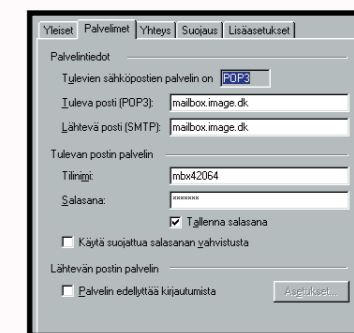 Yleiset Palvelimet Yhteys Suojaus Lisäasetukset
Palvelintiedot
Tulevien sähköpostien palvelin on POP3
Tuleva posti (POP3): mailbox.image.dk
Lähtevä posti (SMTP): mailbox.image.dk
Tulevan postin palvelin
Tilinimi: mbx42064
Salasana: *******
Tallenna salasana
Käytä suojattua salasanan vahvistusta
Lähtevän postin palvelin
Palvelin edellyttää kirjautumista Asetukset...